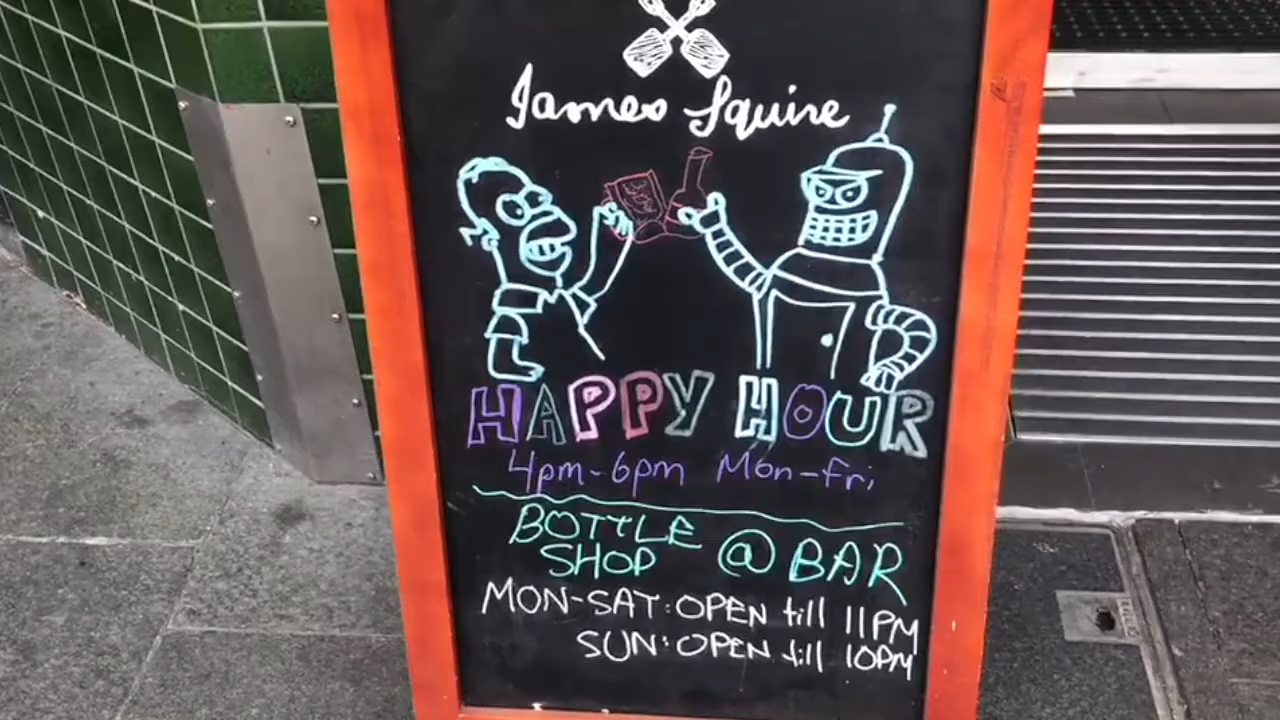 James Squire
HAPPY HOUR
4pm-6pm Mon-Fri
BOTTLE SHOP @ BAR
MON-SAT: OPEN till 11PM
SUN: OPEN till 10PM